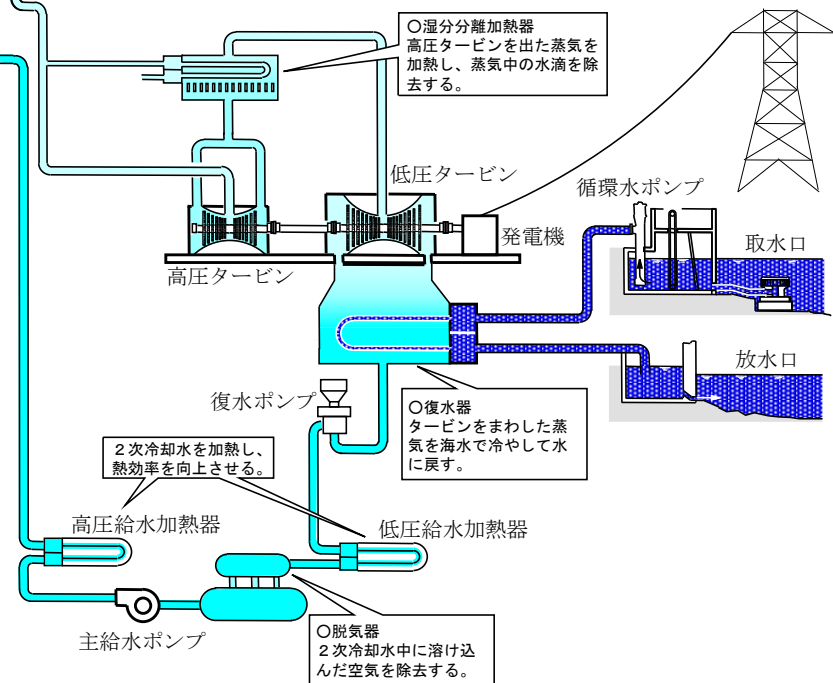 ○湿分分離加熱器
高圧タービンを出た蒸気を
加熱し、蒸気中の水滴を除
去する。
低圧タービン
循環水ポンプ
発電機
取水口
高圧タービン
放水口
復水ポンプ
○復水器
タービンをまわした蒸
気を海水で冷やして水
に戻す。
２次冷却水を加熱し、
熱効率を向上させる。
高圧給水加熱器
低圧給水加熱器
主給水ポンプ
○脱気器
２次冷却水中に溶け込
んだ空気を除去する。